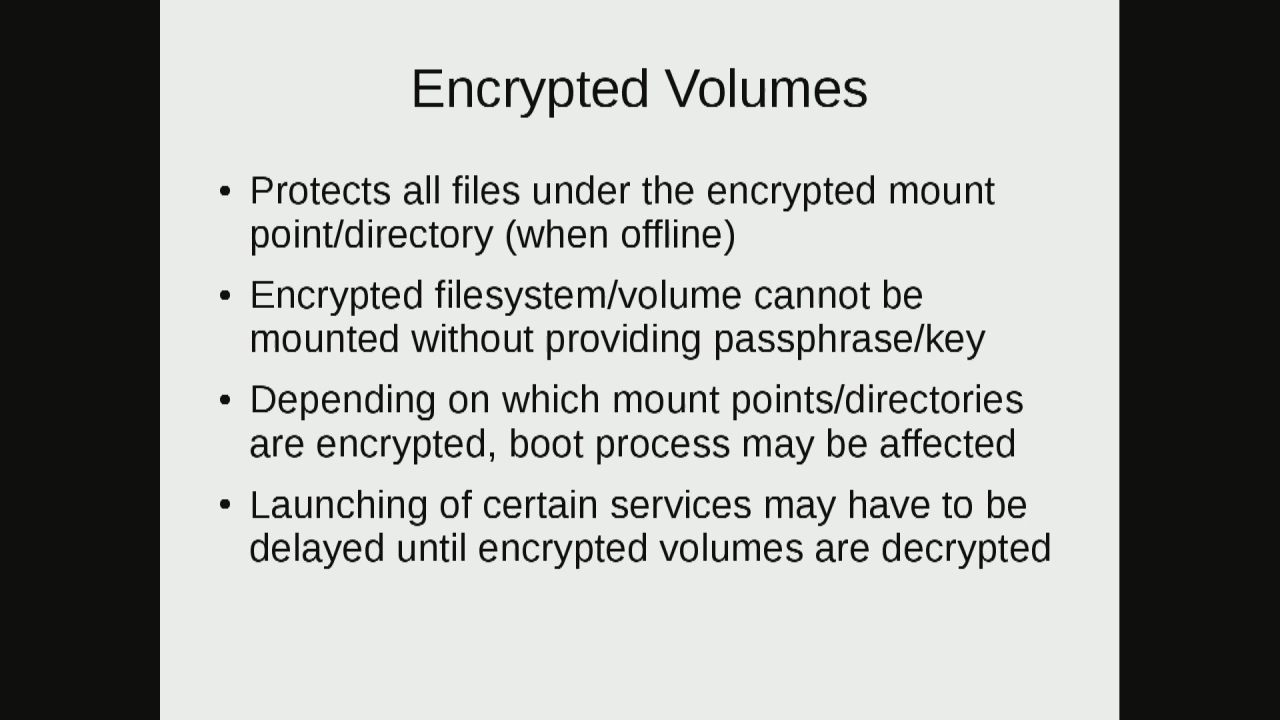 Encrypted Volumes
• Protects all files under the encrypted mount
point/directory (when offline)
• Encrypted filesystem/volume cannot be
mounted without providing passphrase/key
• Depending on which mount points/directories
are encrypted, boot process may be affected
• Launching of certain services may have to be
delayed until encrypted volumes are decrypted